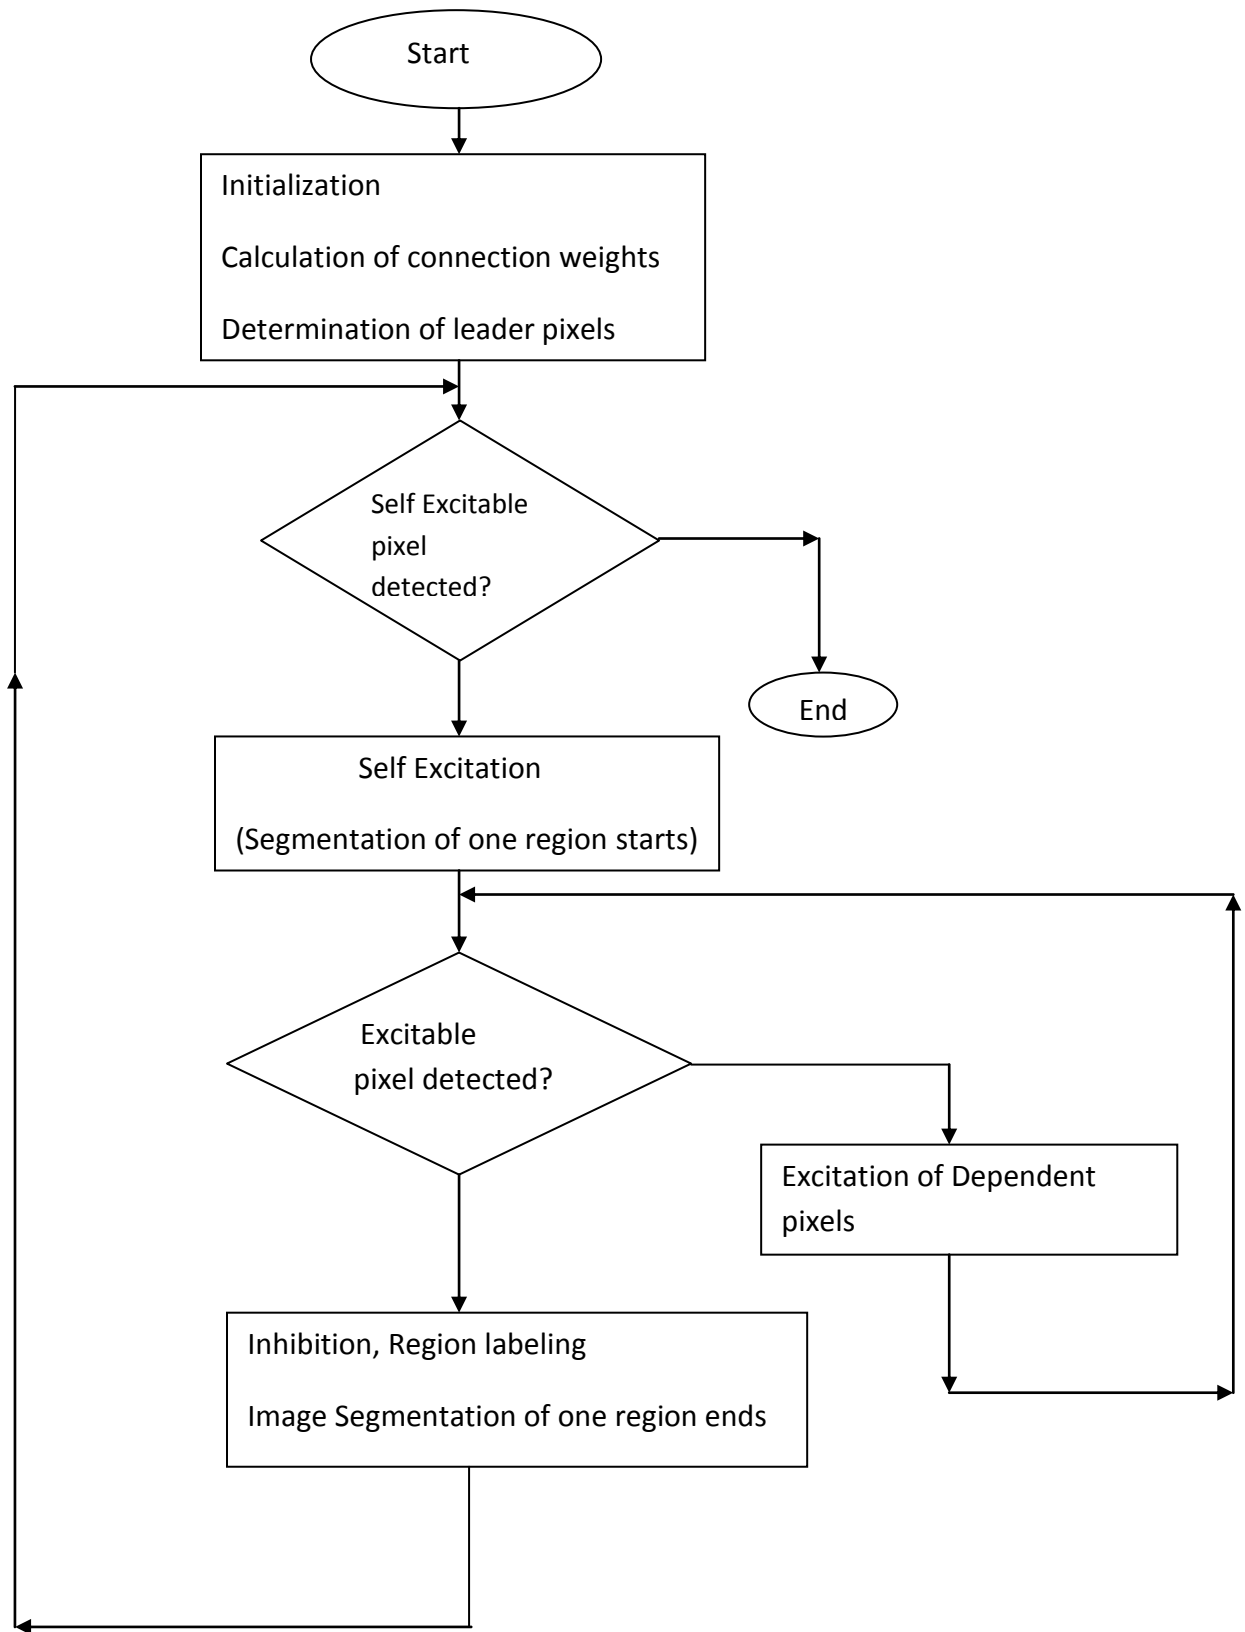 Start
Initialization
Calculation of connection weights
Determination of leader pixels
Self Excitable
pixel
detected?
End
Self Excitation
(Segmentation of one region starts)
Excitable
pixel detected?
Excitation of Dependent
pixels
Inhibition, Region labeling
Image Segmentation of one region ends